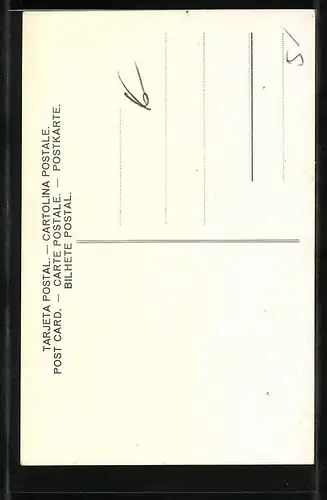 TARJETA POSTAL. — CARTOLINA POSTALE.
POST CARD. — CARTE POSTALE. — POSTKARTE.
BILHETE POSTAL.